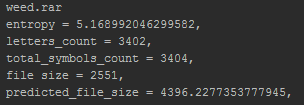 weed.rar
entropy = 5.168992046299582,
letters_count = 3402,
total_symbols_count = 3404,
file size = 2551,
predicted_file_size = 4396.2277353777945,